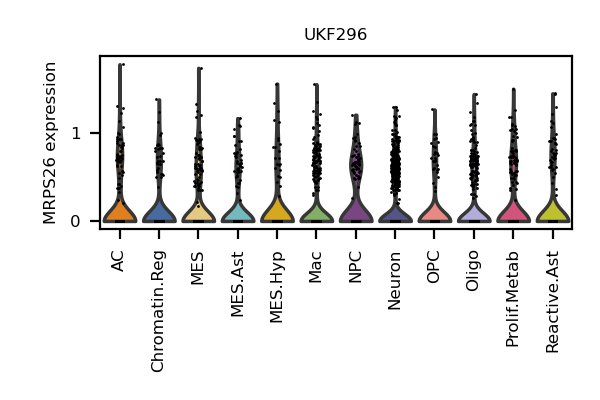 UKF296
MRPS26 expression
1
0
AC
Chromatin.Reg
MES
MES.Ast
MES.Hyp
Mac
NPC
Neuron
OPC
Oligo
Prolif.Metab
Reactive.Ast